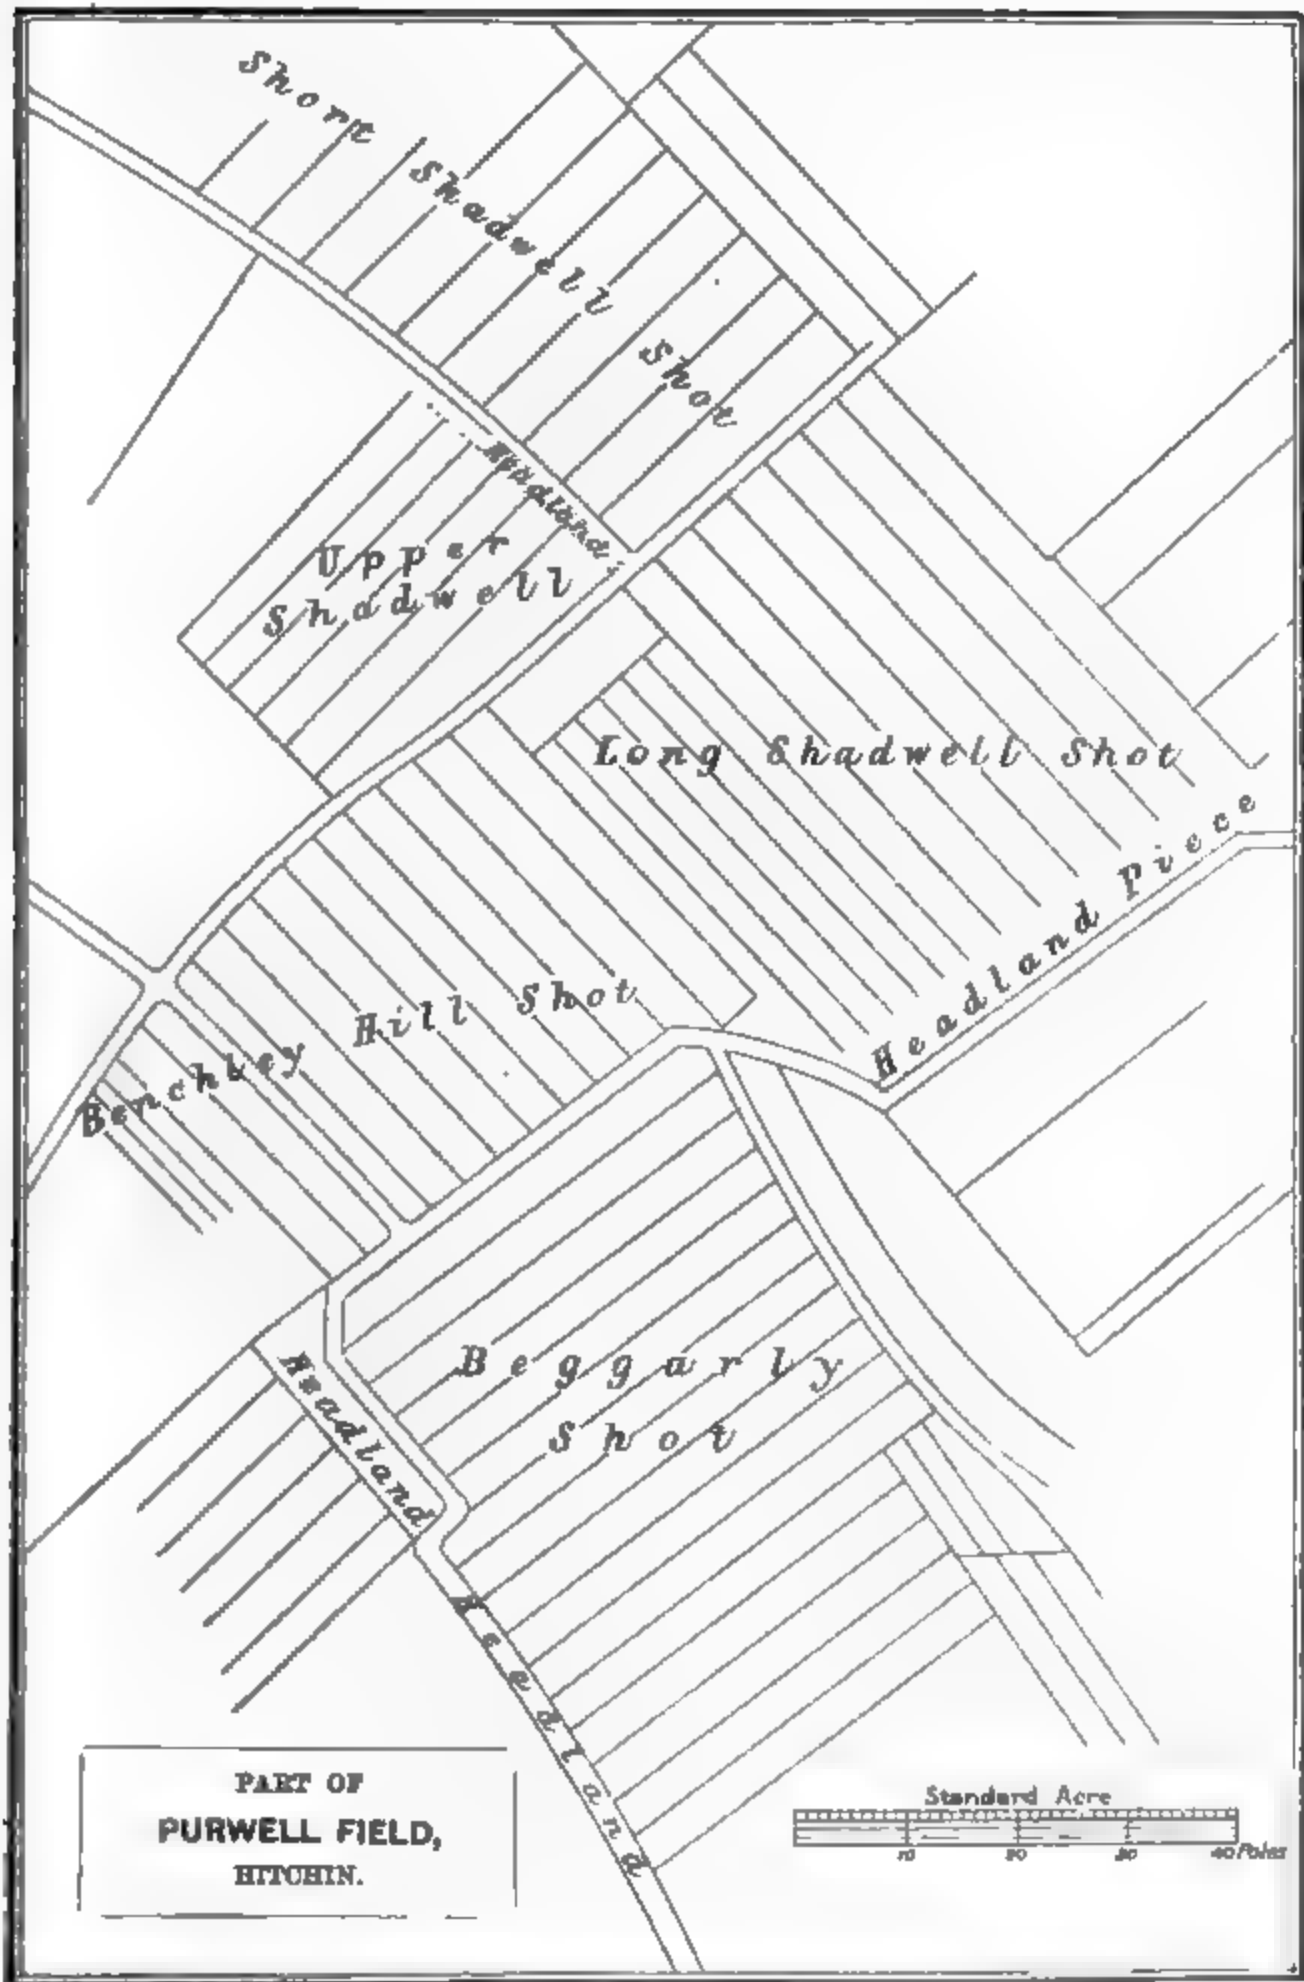 Short Shadwell Shot
Headland
Upper
Shadwell
Long Shadwell Shot
Headland Piece
Benchley Hill Shot
Beggarly
Shot
Headland
Headland
PART OF
PURWELL FIELD,
HITCHIN.
Standard Acre
10 20 30 40 Poles